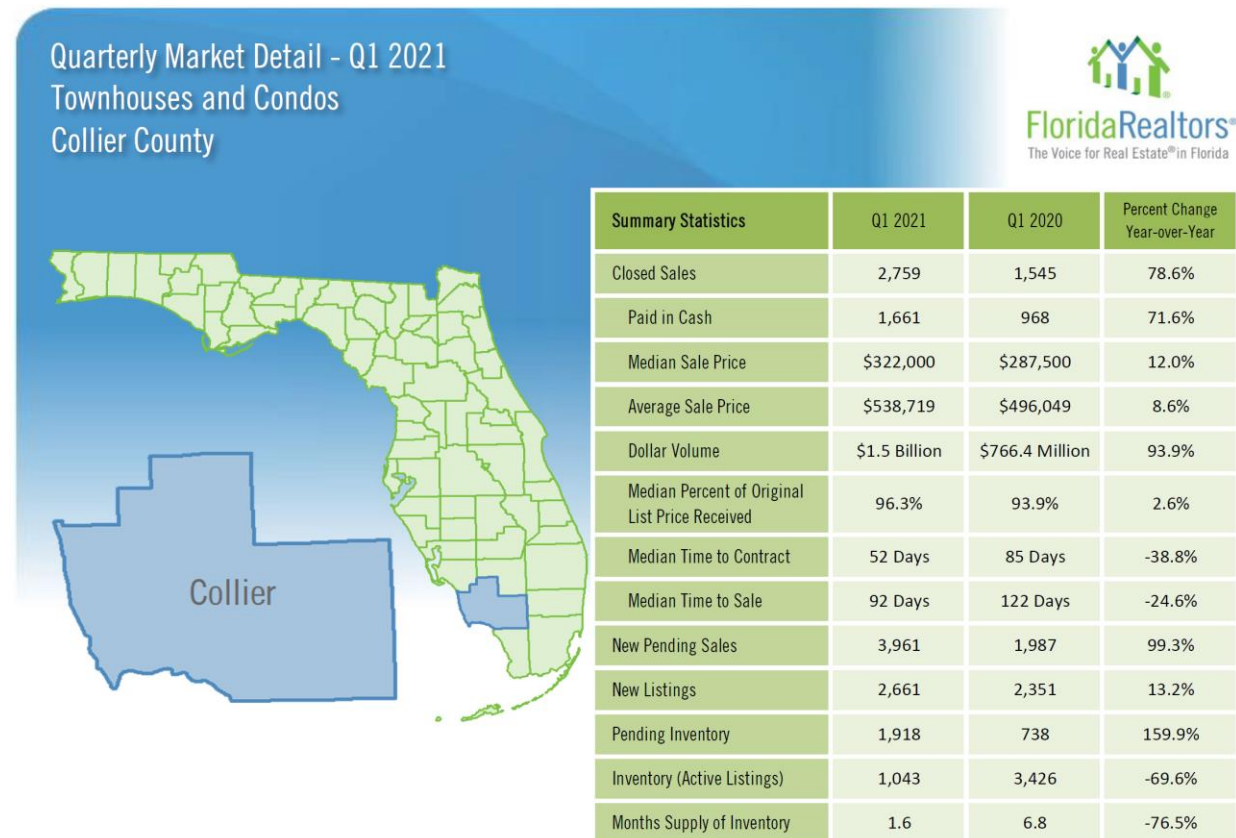 Quarterly Market Detail - Q1 2021
Townhouses and Condos
Collier County
FloridaRealtors®
The Voice for Real Estate® in Florida
Summary Statistics Q1 2021 Q1 2020 Percent Change
Year-over-Year
Closed Sales 2,759 1,545 78.6%
Paid in Cash 1,661 968 71.6%
Median Sale Price $322,000 $287,500 12.0%
Average Sale Price $538,719 $496,049 8.6%
Dollar Volume $1.5 Billion $766.4 Million 93.9%
Median Percent of Original
List Price Received 96.3% 93.9% 2.6%
Median Time to Contract 52 Days 85 Days -38.8%
Median Time to Sale 92 Days 122 Days -24.6%
New Pending Sales 3,961 1,987 99.3%
New Listings 2,661 2,351 13.2%
Pending Inventory 1,918 738 159.9%
Inventory (Active Listings) 1,043 3,426 -69.6%
Months Supply of Inventory 1.6 6.8 -76.5%
Collier